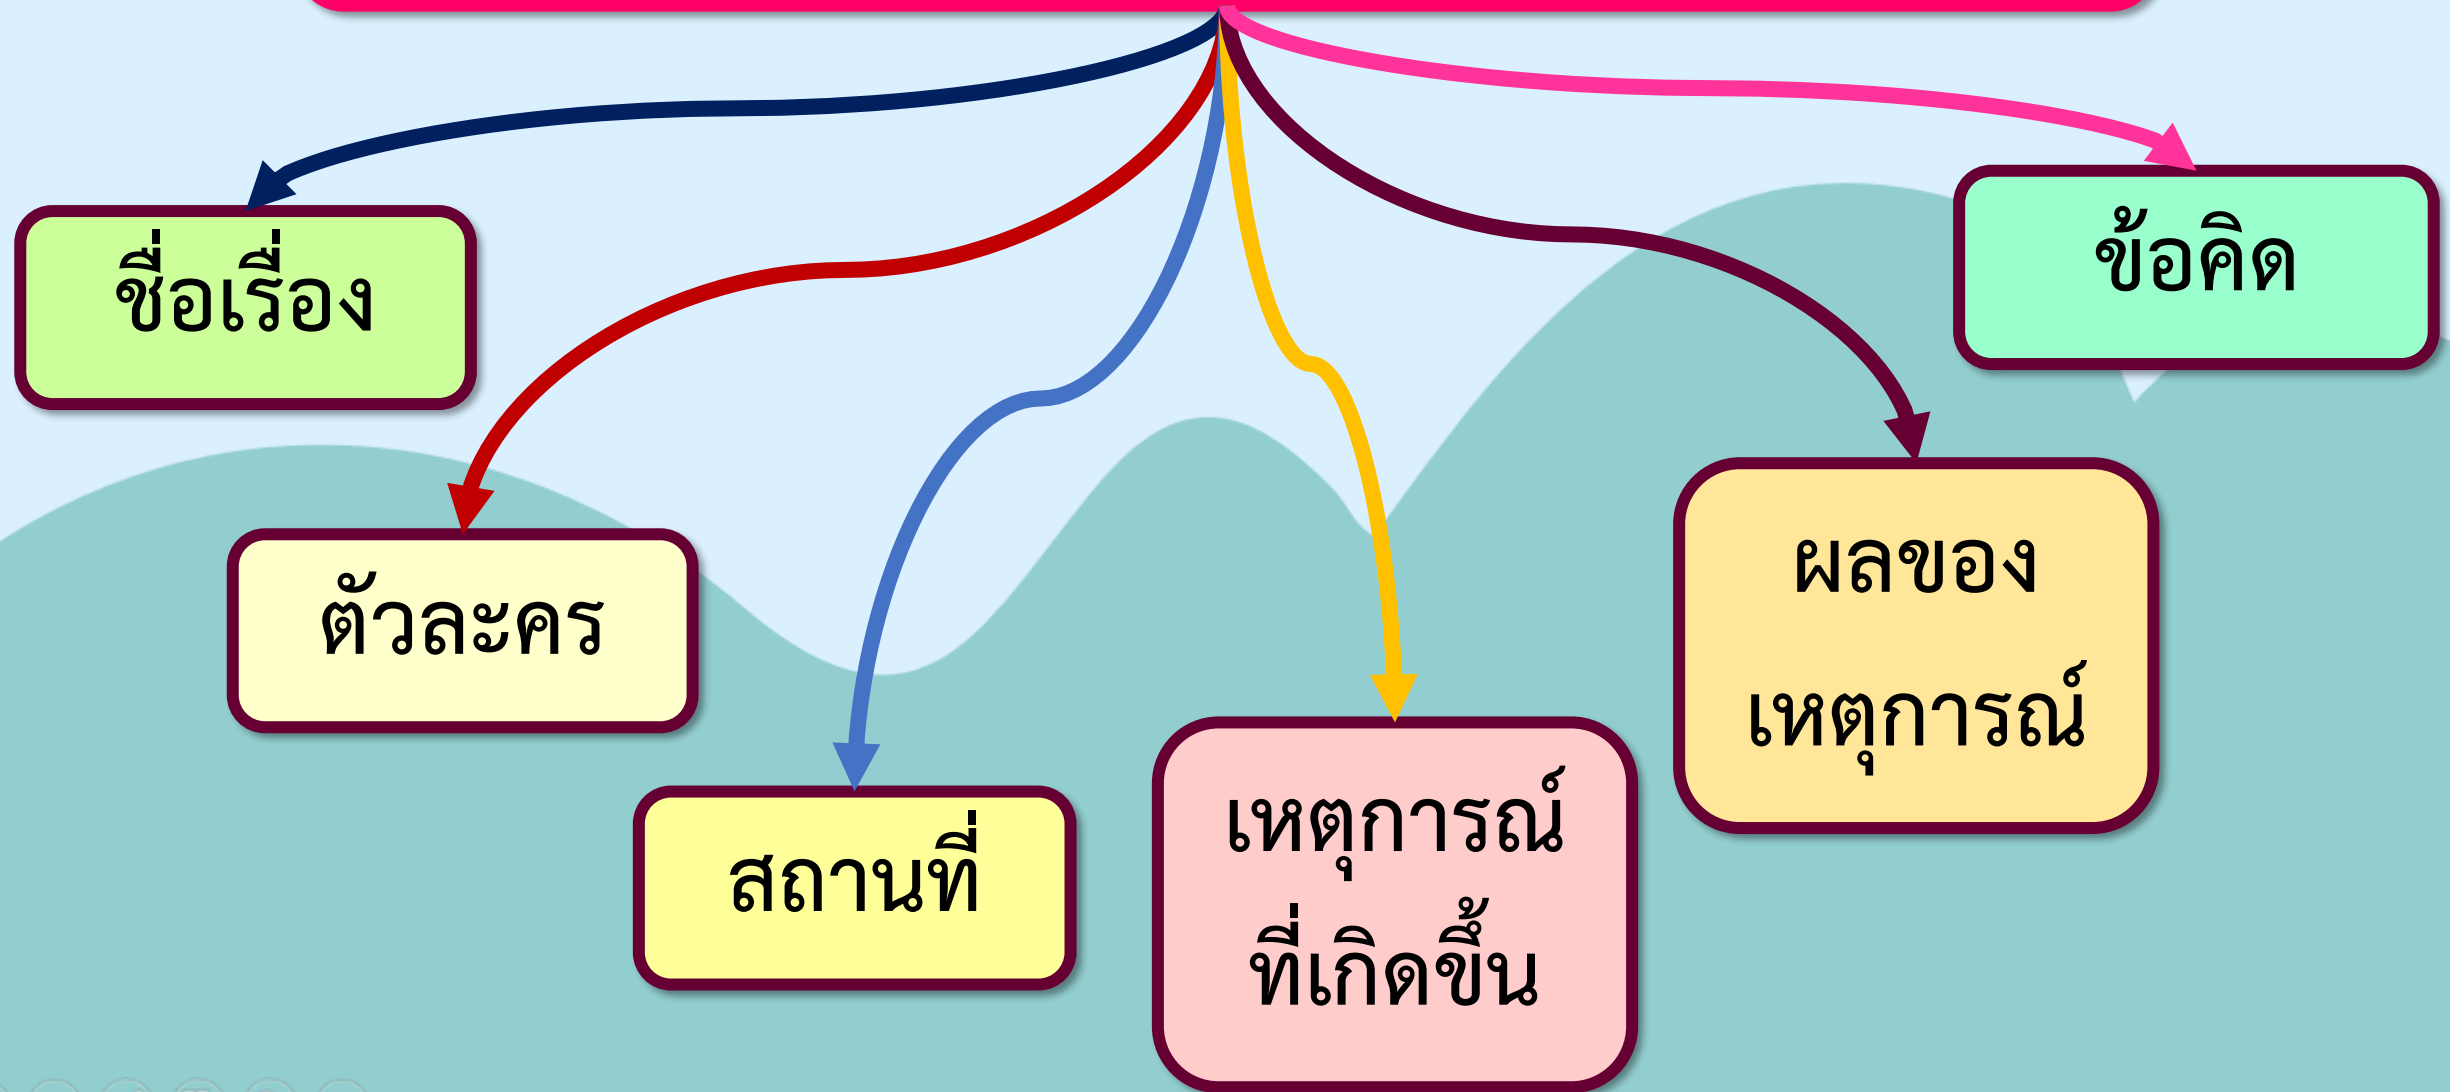 ชื่อเรื่อง
ตัวละคร
สถานที่
เหตุการณ์
ที่เกิดขึ้น
ผลของ
เหตุการณ์
ข้อคิด